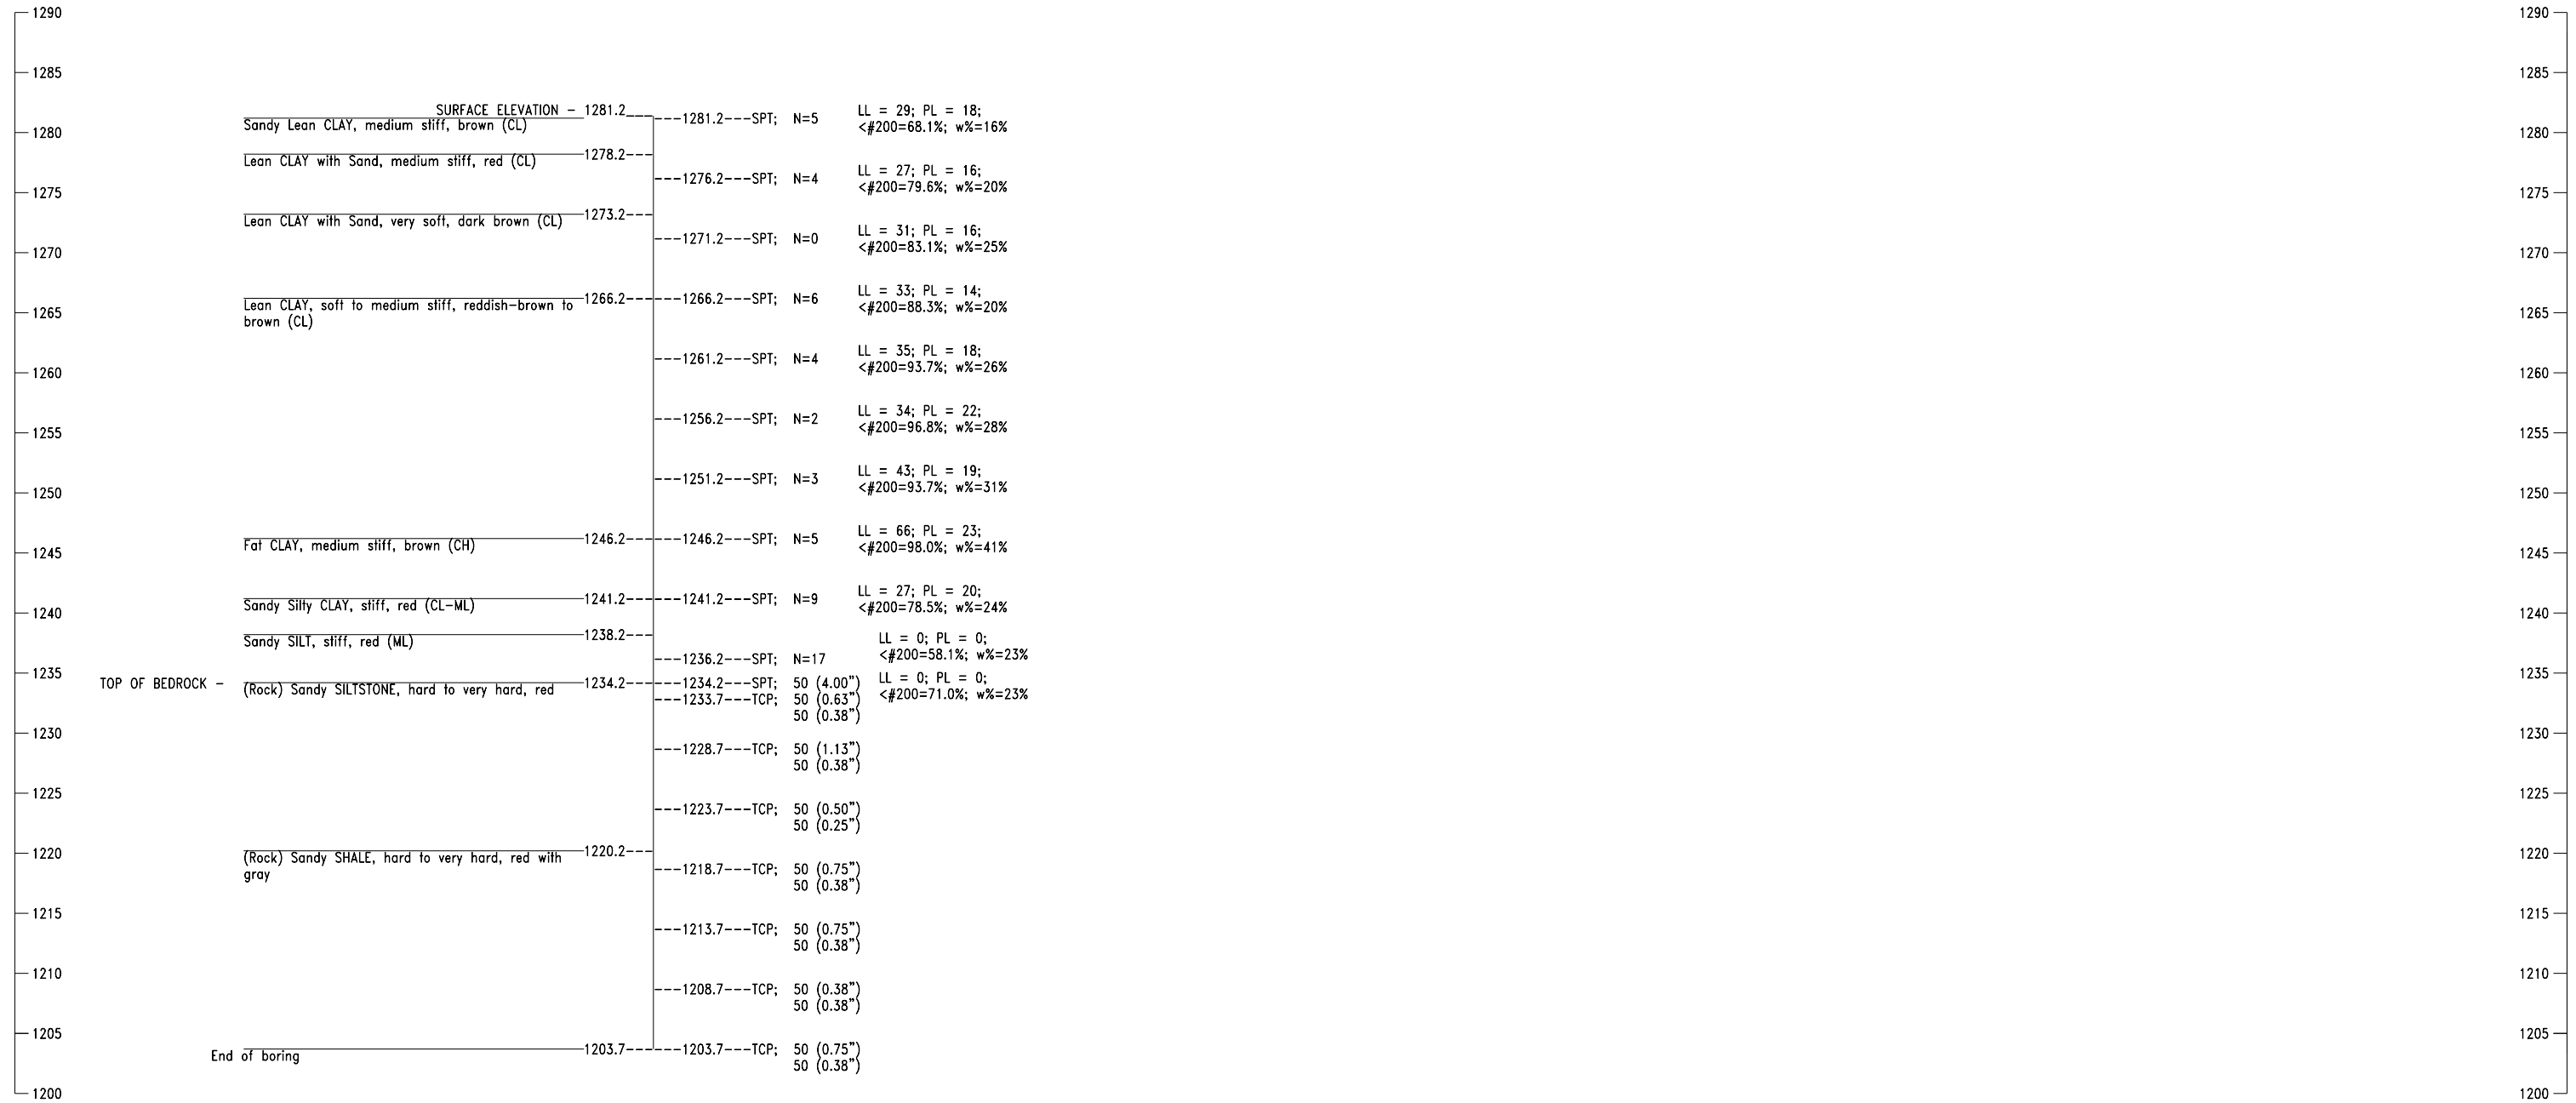 1290 1290
1285 1285
SURFACE ELEVATION - 1281.2
Sandy Lean CLAY, medium stiff, brown (CL)
---1281.2---SPT; N=5
LL = 29; PL = 18;
<#200=68.1%; w%=16%
1280 1280
Lean CLAY with Sand, medium stiff, red (CL) 1278.2---
---1276.2---SPT; N=4
LL = 27; PL = 16;
<#200=79.6%; w%=20%
1275 1275
Lean CLAY with Sand, very soft, dark brown (CL) 1273.2---
---1271.2---SPT; N=0
LL = 31; PL = 16;
<#200=83.1%; w%=25%
1270 1270
Lean CLAY, soft to medium stiff, reddish-brown to
brown (CL)
1266.2---
---1266.2---SPT; N=6
LL = 33; PL = 14;
<#200=88.3%; w%=20%
1265 1265
---1261.2---SPT; N=4
LL = 35; PL = 18;
<#200=93.7%; w%=26%
1260 1260
---1256.2---SPT; N=2
LL = 34; PL = 22;
<#200=96.8%; w%=28%
1255 1255
---1251.2---SPT; N=3
LL = 43; PL = 19;
<#200=93.7%; w%=31%
1250 1250
Fat CLAY, medium stiff, brown (CH) 1246.2---
---1246.2---SPT; N=5
LL = 66; PL = 23;
<#200=98.0%; w%=41%
1245 1245
Sandy Silty CLAY, stiff, red (CL-ML) 1241.2---
---1241.2---SPT; N=9
LL = 27; PL = 20;
<#200=78.5%; w%=24%
1240 1240
Sandy SILT, stiff, red (ML) 1238.2---
---1236.2---SPT; N=17
LL = 0; PL = 0;
<#200=58.1%; w%=23%
1235 1235
TOP OF BEDROCK -
(Rock) Sandy SILTSTONE, hard to very hard, red 1234.2---
---1234.2---SPT; 50 (4.00")
LL = 0; PL = 0;
<#200=71.0%; w%=23%
---1233.7---TCP; 50 (0.63")
50 (0.38")
1230 1230
---1228.7---TCP; 50 (1.13")
50 (0.38")
1225 1225
---1223.7---TCP; 50 (0.50")
50 (0.25")
1220 1220
(Rock) Sandy SHALE, hard to very hard, red with
gray
1220.2---
---1218.7---TCP; 50 (0.75")
50 (0.38")
1215 1215
---1213.7---TCP; 50 (0.75")
50 (0.38")
1210 1210
---1208.7---TCP; 50 (0.38")
50 (0.38")
1205 1205
End of boring 1203.7---
---1203.7---TCP; 50 (0.75")
50 (0.38")
1200 1200